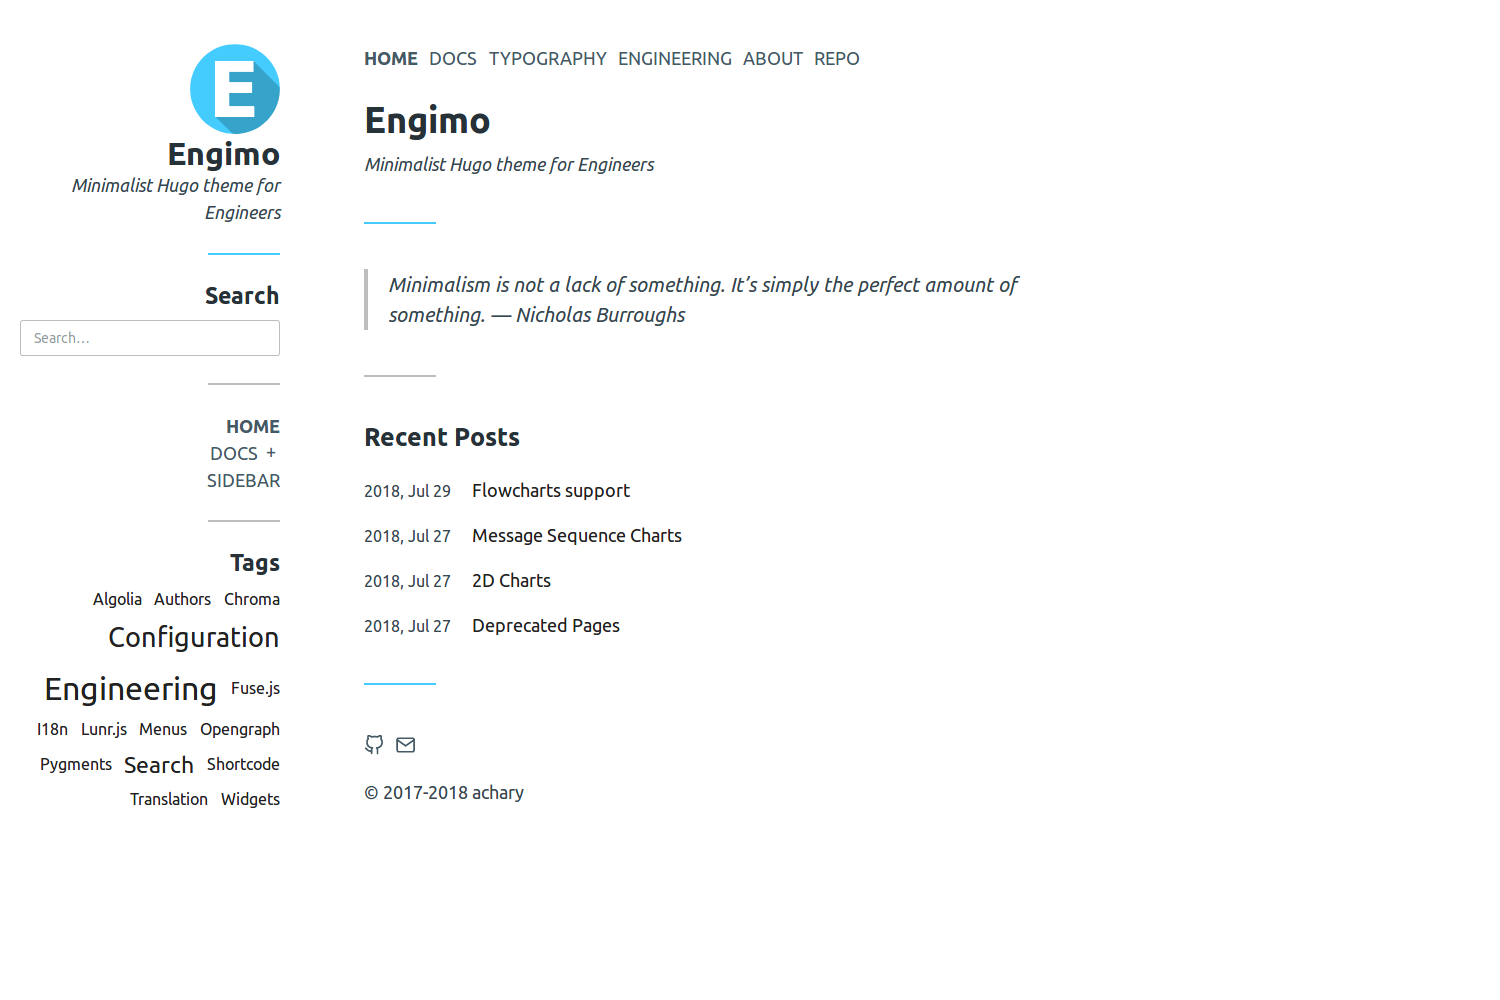 E
Engimo
Minimalist Hugo theme for
Engineers
Search
Search…
HOME
DOCS +
SIDEBAR
Tags
Algolia Authors Chroma
Configuration
Engineering Fuse.js
I18n Lunr.js Menus Opengraph
Pygments Search Shortcode
Translation Widgets
HOME DOCS TYPOGRAPHY ENGINEERING ABOUT REPO
Engimo
Minimalist Hugo theme for Engineers
Minimalism is not a lack of something. It’s simply the perfect amount of
something. — Nicholas Burroughs
Recent Posts
2018, Jul 29 Flowcharts support
2018, Jul 27 Message Sequence Charts
2018, Jul 27 2D Charts
2018, Jul 27 Deprecated Pages
© 2017-2018 achary